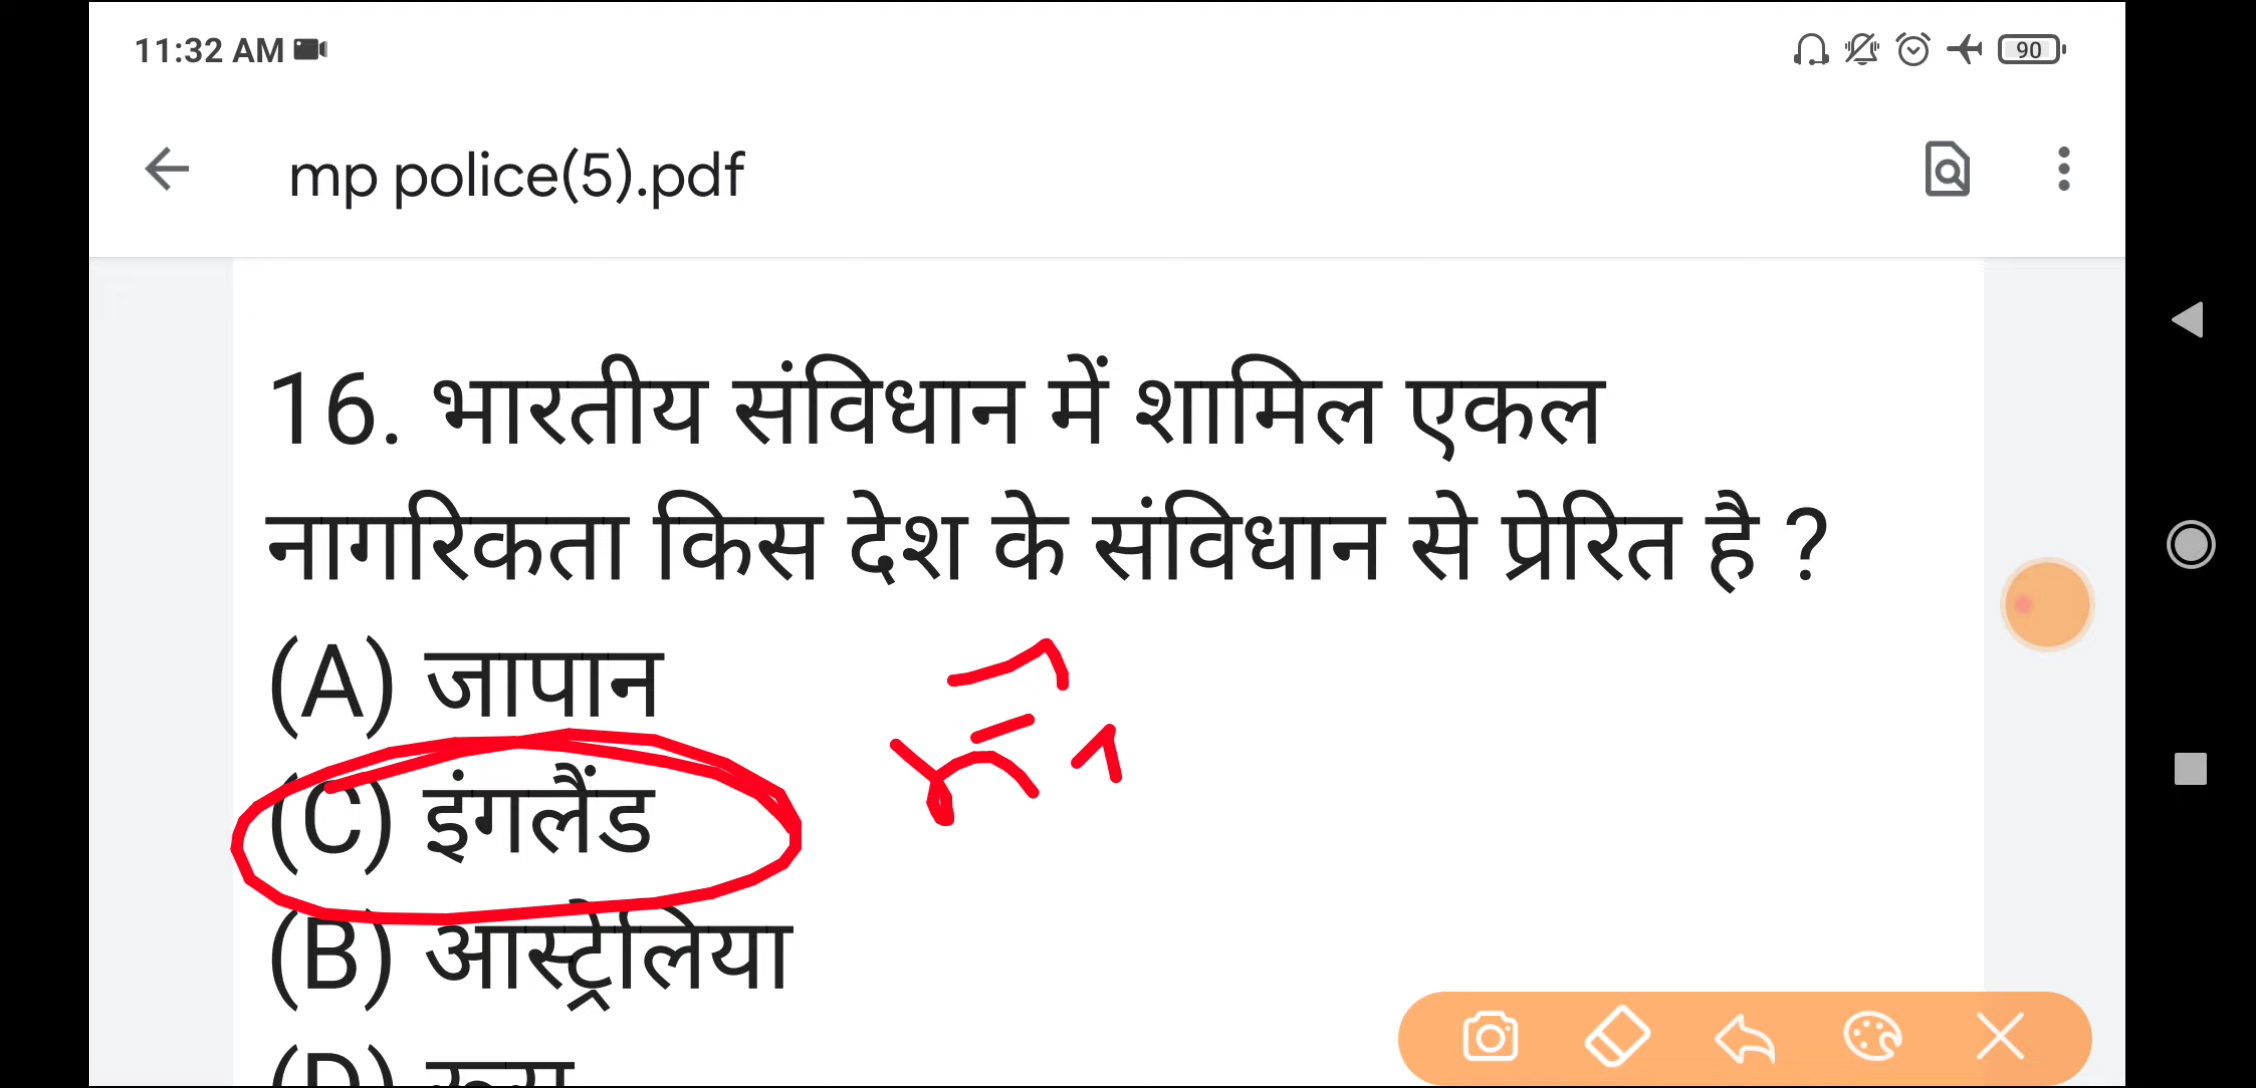 11:32 AM
90
mp police(5).pdf
16. भारतीय संविधान में शामिल एकल
नागरिकता किस देश के संविधान से प्रेरित है ?
(A) जापान
(C) इंगलैंड
(B) आस्ट्रेलिया
(D)